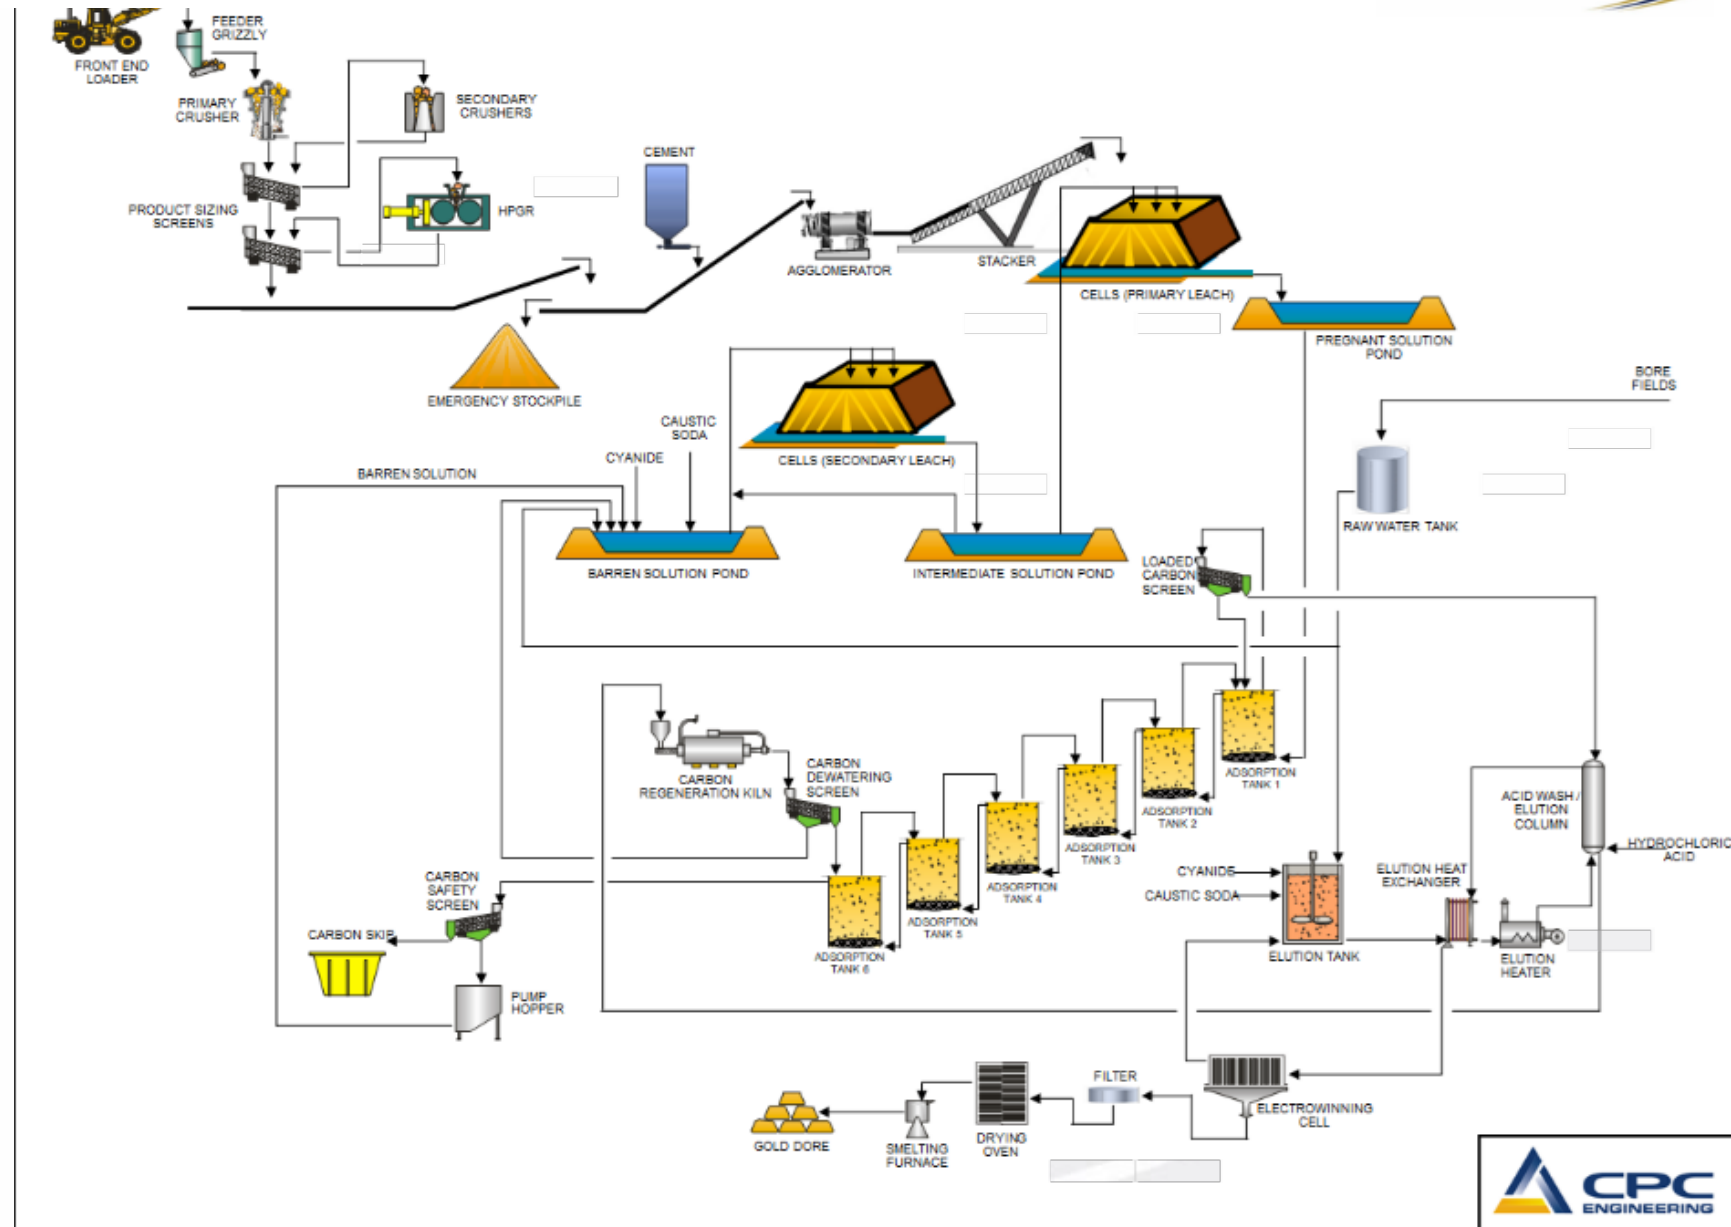 FEEDER
GRIZZLY
FRONT END
LOADER
PRIMARY
CRUSHER
SECONDARY
CRUSHERS
CEMENT
PRODUCT SIZING
SCREENS
HPGR
AGGLOMERATOR
STACKER
CELLS (PRIMARY LEACH)
PREGNANT SOLUTION
POND
EMERGENCY STOCKPILE
BORE
FIELDS
CAUSTIC
SODA
CYANIDE
CELLS (SECONDARY LEACH)
BARREN SOLUTION
RAW WATER TANK
BARREN SOLUTION POND
INTERMEDIATE SOLUTION POND
LOADED
CARBON
SCREEN
CARBON
REGENERATION KILN
CARBON
DEWATERING
SCREEN
ADSORPTION
TANK 1
ADSORPTION
TANK 2
ADSORPTION
TANK 3
ADSORPTION
TANK 4
ADSORPTION
TANK 5
ADSORPTION
TANK 6
ACID WASH /
ELUTION
COLUMN
HYDROCHLORIC
ACID
CYANIDE
CAUSTIC SODA
ELUTION HEAT
EXCHANGER
CARBON
SAFETY
SCREEN
CARBON SKIP
PUMP
HOPPER
ELUTION TANK
ELUTION
HEATER
FILTER
ELECTROWINNING
CELL
GOLD DORE
SMELTING
FURNACE
DRYING
OVEN
CPC
ENGINEERING